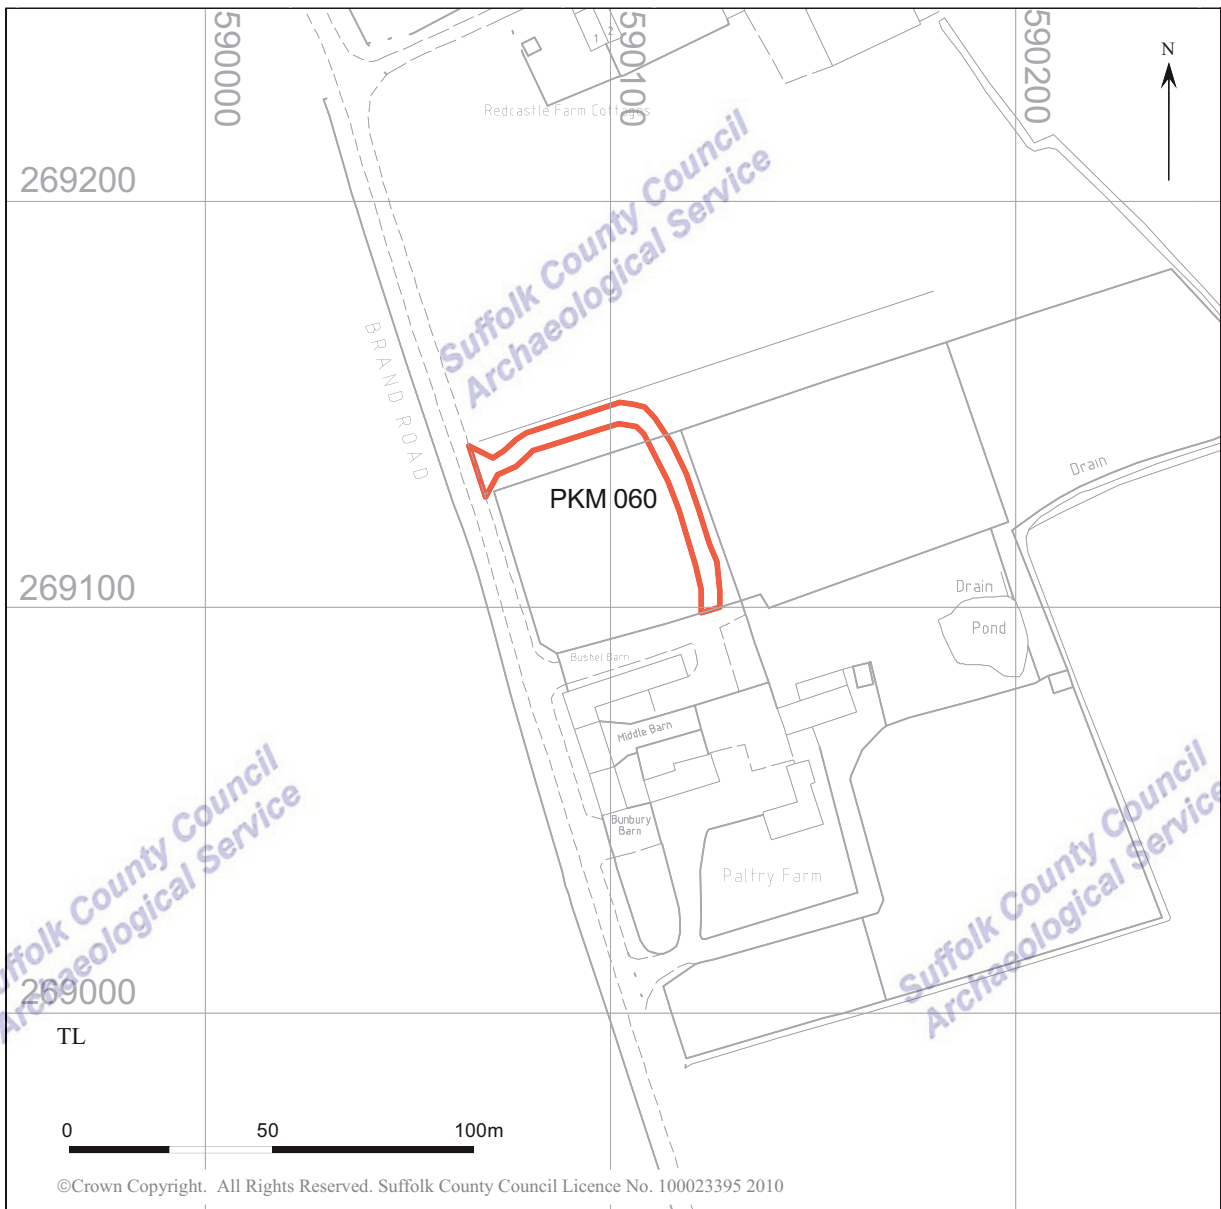 590000
590100
590200
N
1 2
Redcastle Farm Cottages
Suffolk County Council
Archaeological Service
269200
BRAND ROAD
PKM 060
Drain
269100
Drain
Pond
Bushel Barn
Middle Barn
Bunbury
Barn
Paltry Farm
Suffolk County Council
Archaeological Service
Suffolk County Council
Archaeological Service
269000
TL
0 50 100m
©Crown Copyright. All Rights Reserved. Suffolk County Council Licence No. 100023395 2010